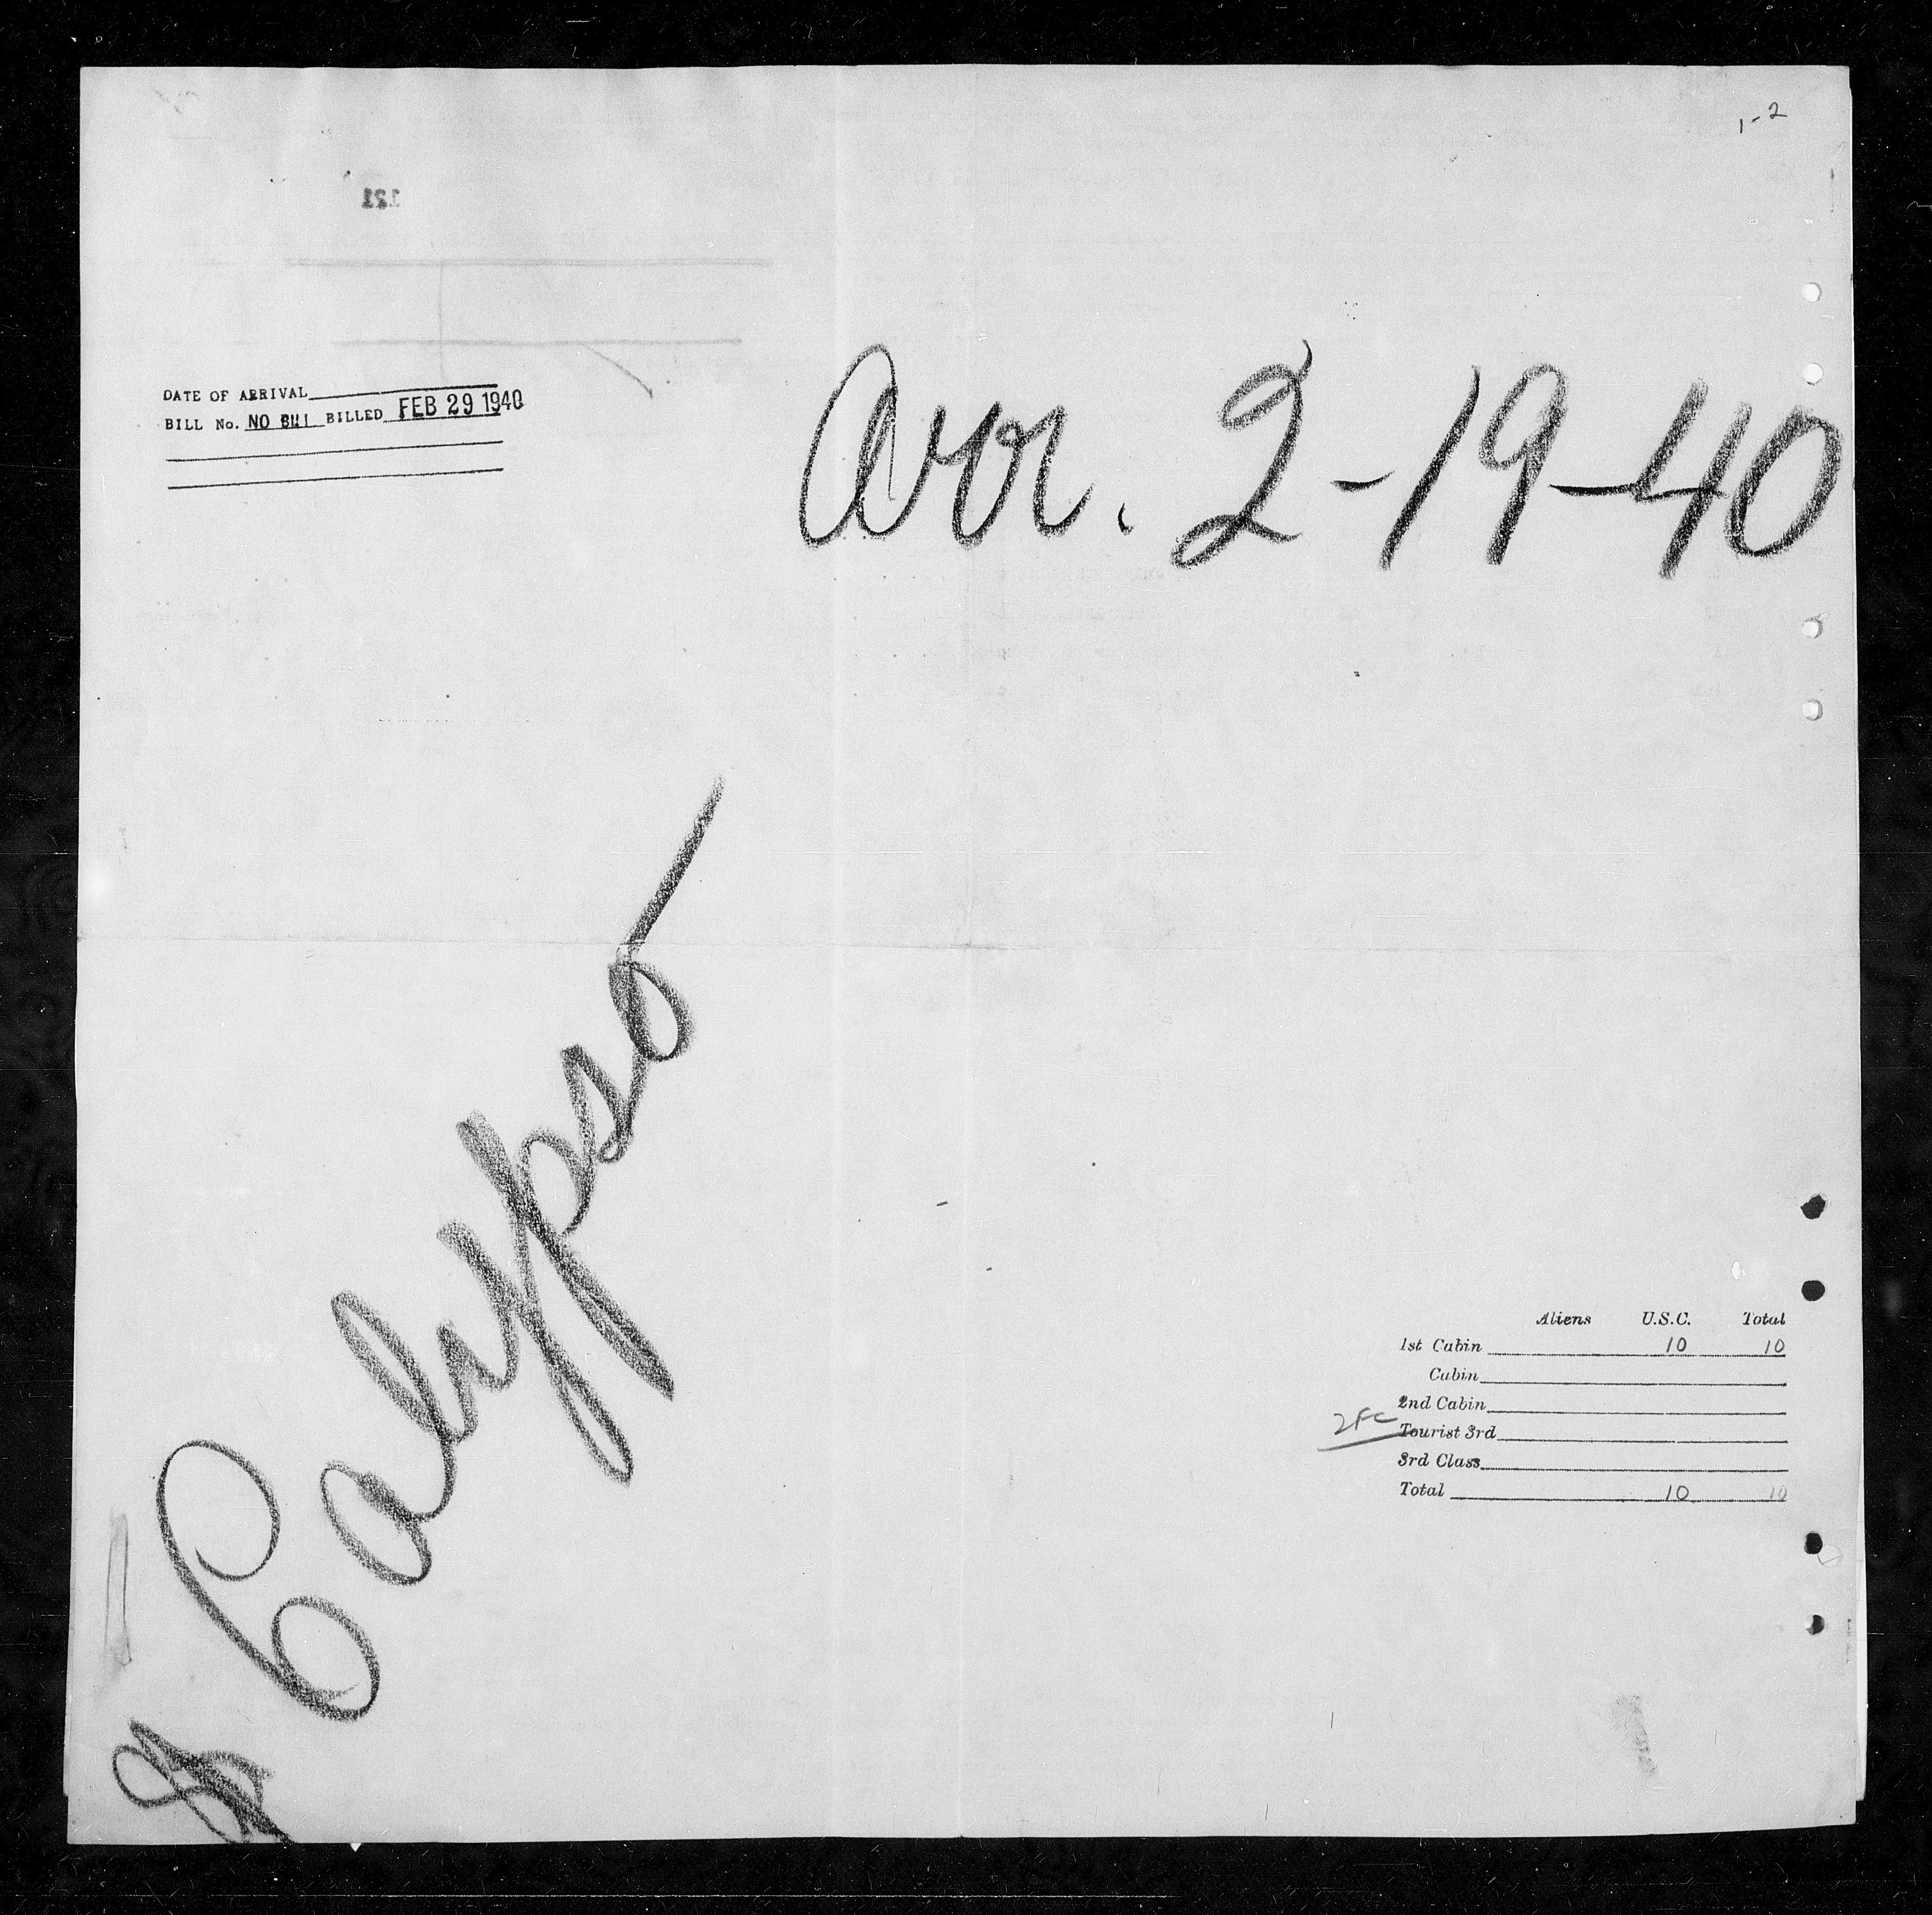 1-2
121
DATE OF ARRIVAL
BILL No. NO BILL BILLED FEB 29 1940
Arr. 2-19-40
Calypso
Aliens U.S.C. Total
1st Cabin 10 10
Cabin
2nd Cabin
Tourist 3rd
3rd Class
Total 10 10